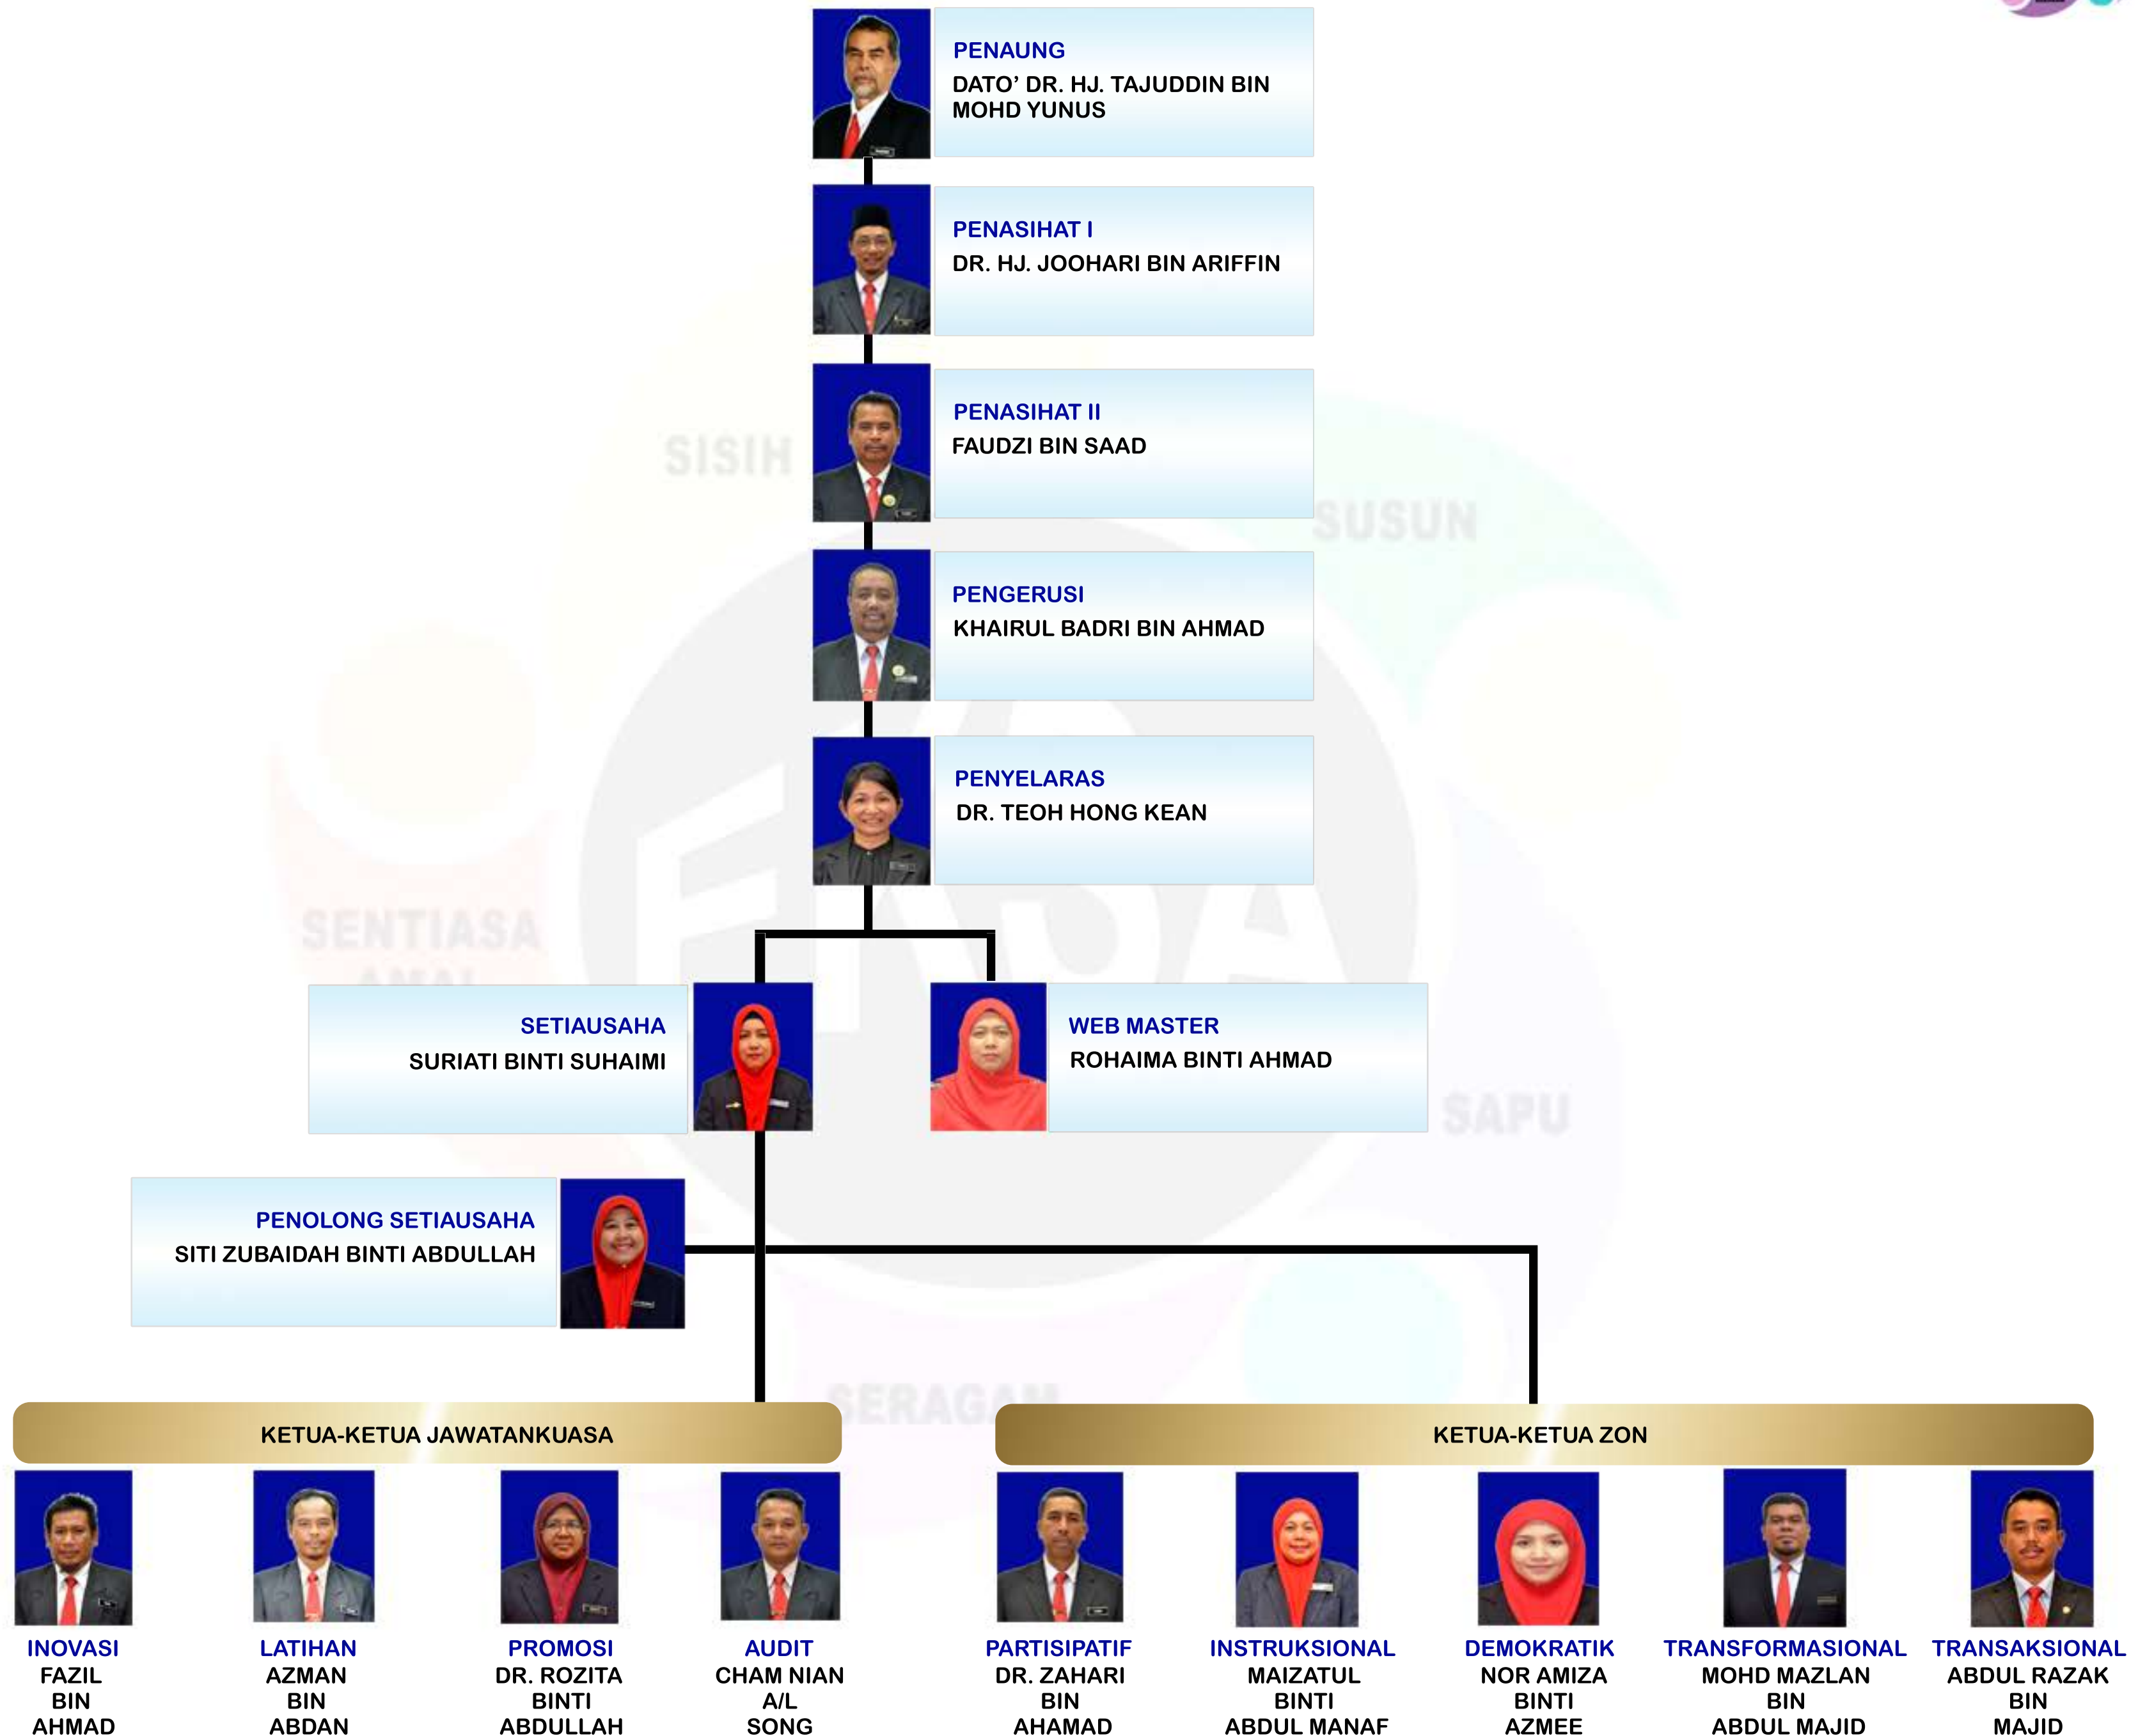 PENAUNG
DATO’ DR. HJ. TAJUDDIN BIN
MOHD YUNUS
PENASIHAT I
DR. HJ. JOOHARI BIN ARIFFIN
PENASIHAT II
FAUDZI BIN SAAD
SISIH
SUSUN
PENGERUSI
KHAIRUL BADRI BIN AHMAD
PENYELARAS
DR. TEOH HONG KEAN
SENTIASA
AMAL
SETIAUSAHA
SURIATI BINTI SUHAIMI
WEB MASTER
ROHAIMA BINTI AHMAD
SAPU
PENOLONG SETIAUSAHA
SITI ZUBAIDAH BINTI ABDULLAH
SERAGAM
KETUA-KETUA JAWATANKUASA
INOVASI
FAZIL
BIN
AHMAD
LATIHAN
AZMAN
BIN
ABDAN
PROMOSI
DR. ROZITA
BINTI
ABDULLAH
AUDIT
CHAM NIAN
A/L
SONG
KETUA-KETUA ZON
PARTISIPATIF
DR. ZAHARI
BIN
AHAMAD
INSTRUKSIONAL
MAIZATUL
BINTI
ABDUL MANAF
DEMOKRATIK
NOR AMIZA
BINTI
AZMEE
TRANSFORMASIONAL
MOHD MAZLAN
BIN
ABDUL MAJID
TRANSAKSIONAL
ABDUL RAZAK
BIN
MAJID